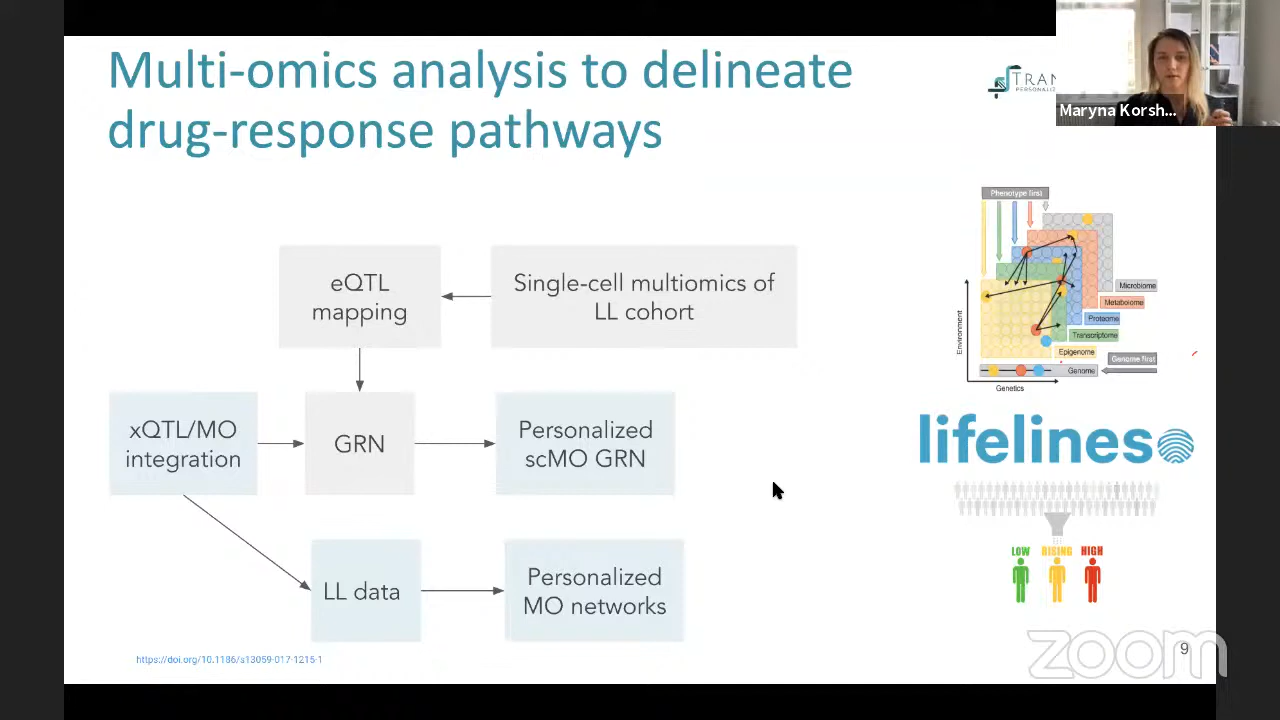 Multi-omics analysis to delineate
drug-response pathways
TRAN
PERSONALIZ
Maryna Korsh...
Phenotype first
eQTL
mapping
Single-cell multiomics of
LL cohort
Microbiome
Metabolome
Proteome
Transcriptome
Epigenome
Genome first
Genome
Environment
Genetics
xQTL/MO
integration
GRN
Personalized
scMO GRN
lifelines
LOW RISING HIGH
LL data
Personalized
MO networks
https://doi.org/10.1186/s13059-017-1215-1
zoom
9